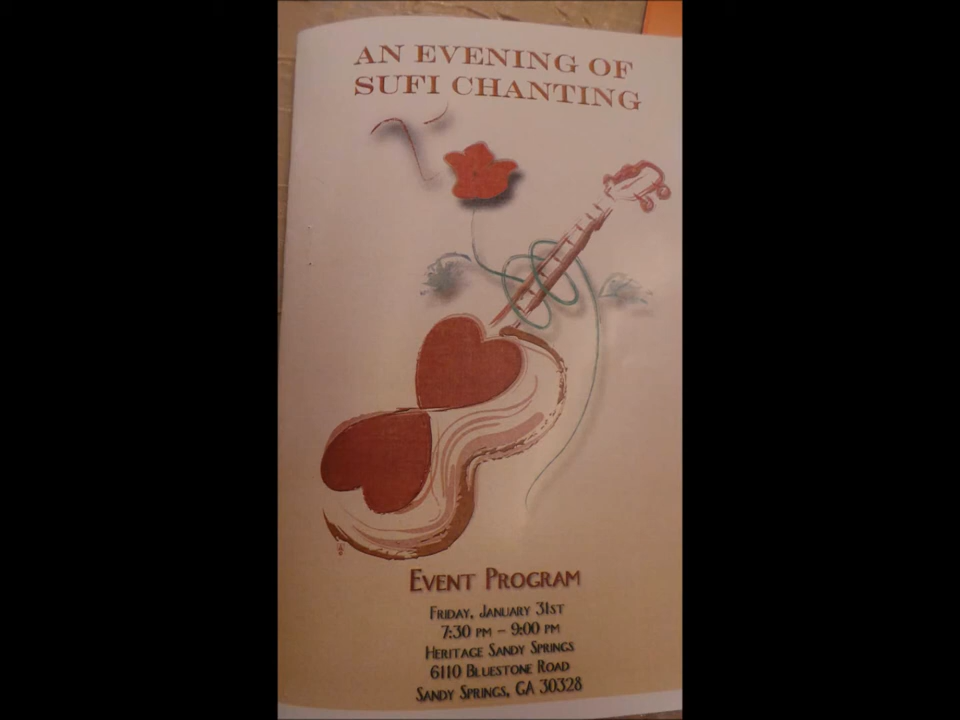 AN EVENING OF
SUFI CHANTING
EVENT PROGRAM
FRIDAY, JANUARY 31ST
7:30 PM – 9:00 PM
HERITAGE SANDY SPRINGS
6110 BLUESTONE ROAD
SANDY SPRINGS, GA 30328